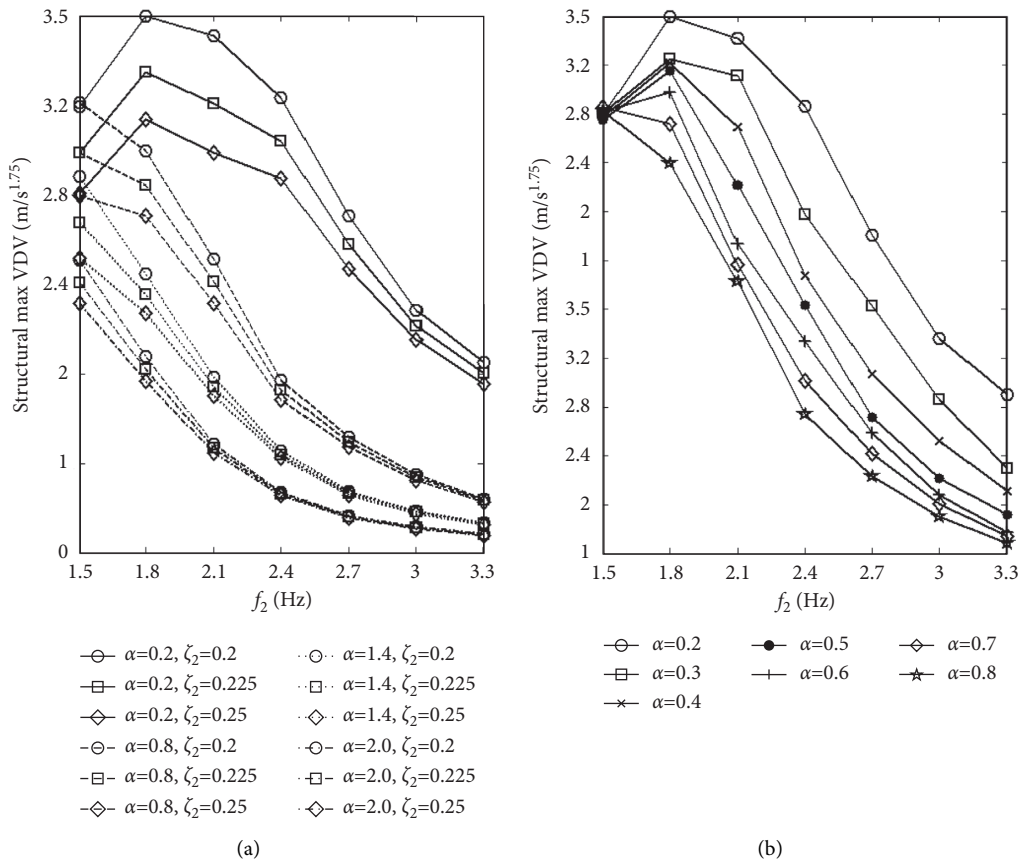 3.5
3.2
2.8
2.4
2
1
0
Structural max VDV (m/s^1.75)
1.5 1.8 2.1 2.4 2.7 3 3.3
f₂ (Hz)
α=0.2, ζ₂=0.2
α=0.2, ζ₂=0.225
α=0.2, ζ₂=0.25
α=0.8, ζ₂=0.2
α=0.8, ζ₂=0.225
α=0.8, ζ₂=0.25
α=1.4, ζ₂=0.2
α=1.4, ζ₂=0.225
α=1.4, ζ₂=0.25
α=2.0, ζ₂=0.2
α=2.0, ζ₂=0.225
α=2.0, ζ₂=0.25
(a)
3.5
3.2
2.8
2.4
2
1
3.5
3.2
2.8
2.4
2
1
Structural max VDV (m/s^1.75)
1.5 1.8 2.1 2.4 2.7 3 3.3
f₂ (Hz)
α=0.2
α=0.3
α=0.4
α=0.5
α=0.6
α=0.7
α=0.8
(b)